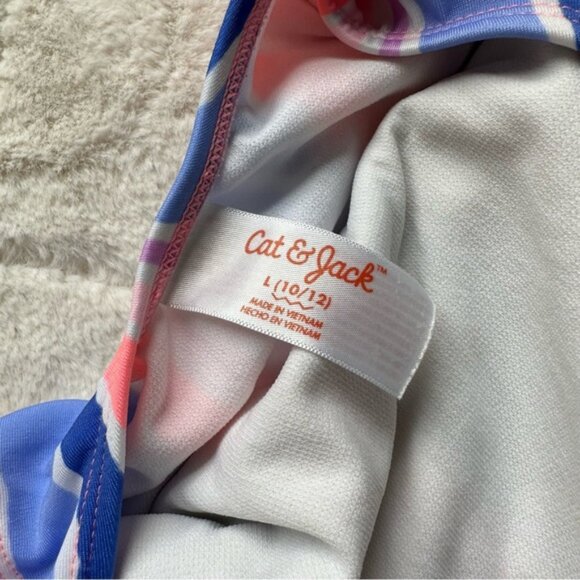 Cat & Jack™
L (10/12)
MADE IN VIETNAM
HECHO EN VIETNAM